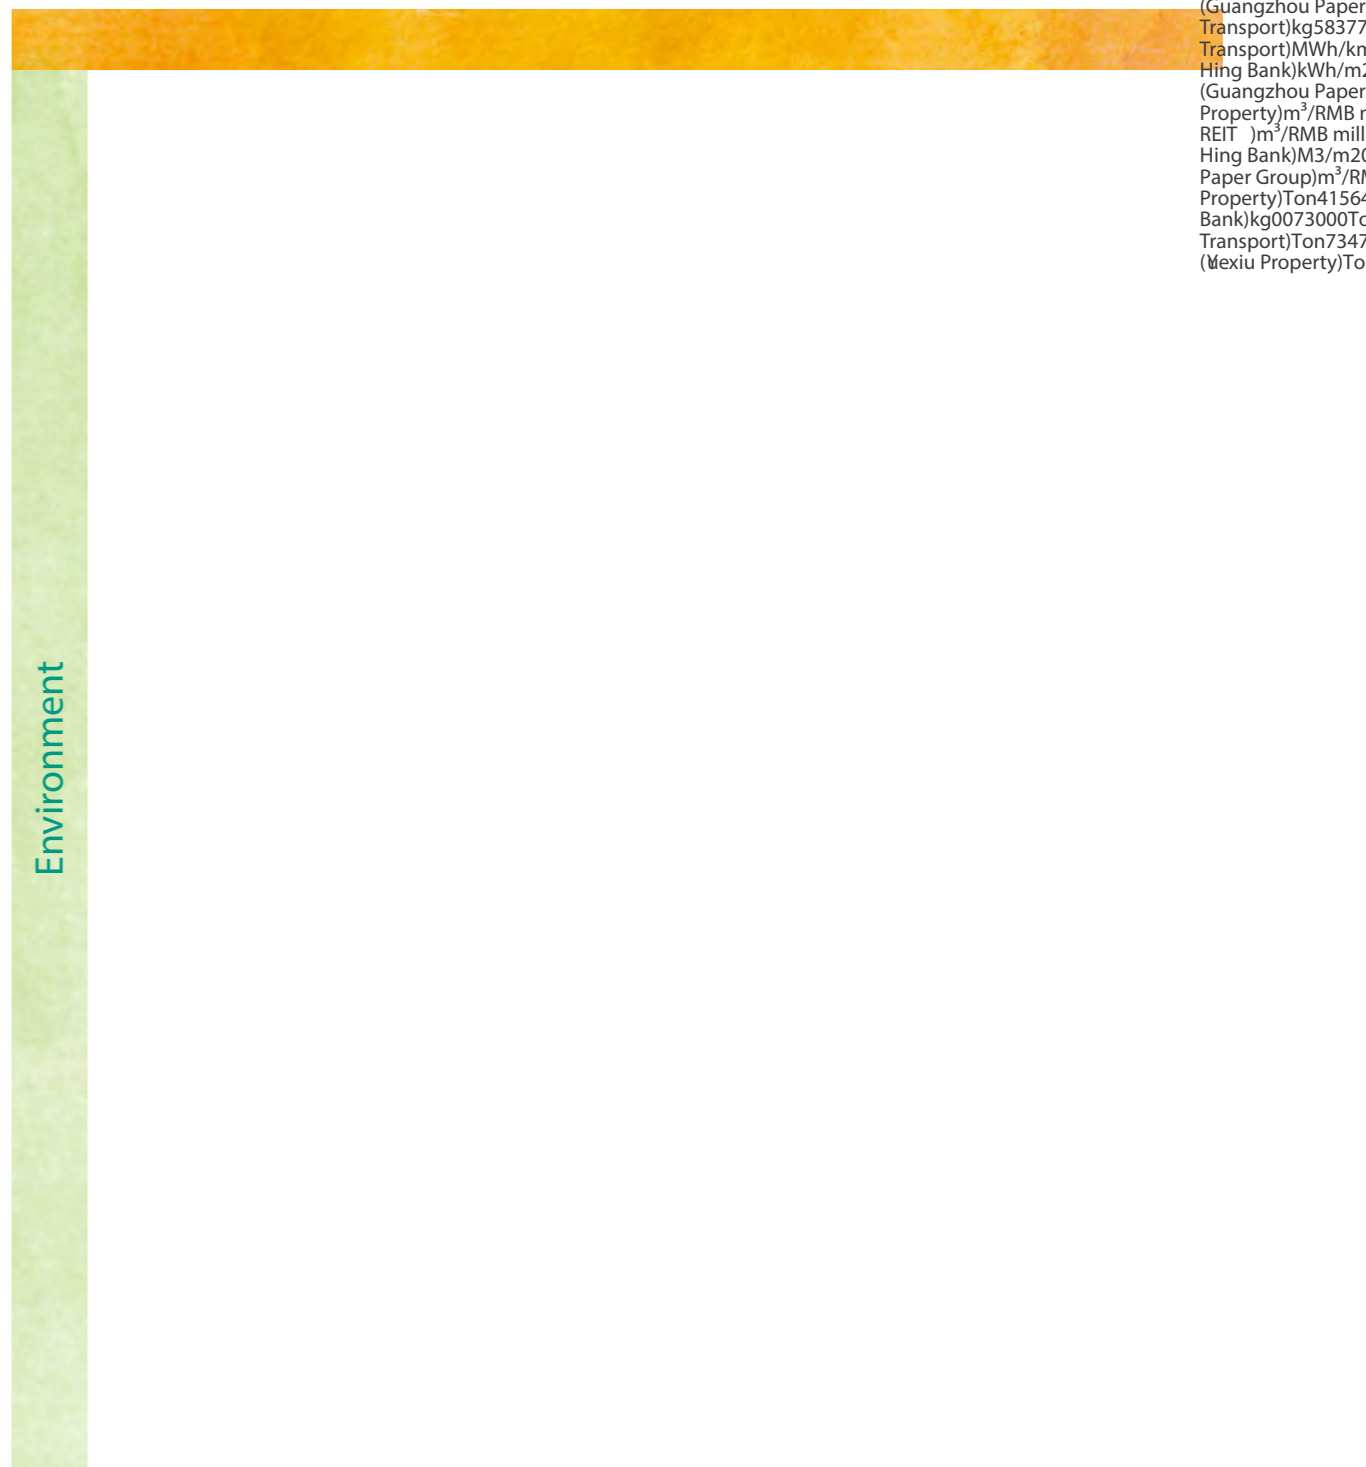 (Guangzhou Paper
Transport)kg58377
Transport)MWh/km
Hing Bank)kWh/m2
(Guangzhou Paper
Property)m³/RMB
REIT )m³/RMB mill
Hing Bank)M3/m20
Paper Group)m³/RM
Property)Ton41564
Bank)kg0073000To
Transport)Ton7347
(Yuexiu Property)To
Environment